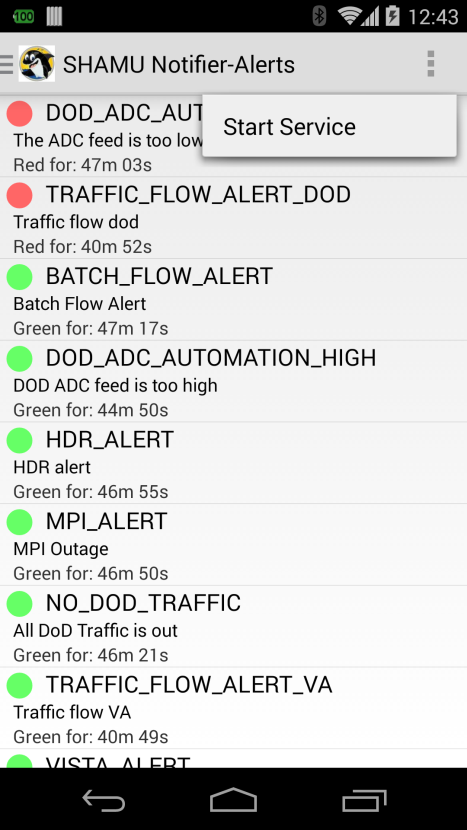 100
12:43
SHAMU Notifier-Alerts
Start Service
DOD_ADC_AUT
The ADC feed is too low
Red for: 47m 03s
TRAFFIC_FLOW_ALERT_DOD
Traffic flow dod
Red for: 40m 52s
BATCH_FLOW_ALERT
Batch Flow Alert
Green for: 47m 17s
DOD_ADC_AUTOMATION_HIGH
DOD ADC feed is too high
Green for: 44m 50s
HDR_ALERT
HDR alert
Green for: 46m 55s
MPI_ALERT
MPI Outage
Green for: 46m 50s
NO_DOD_TRAFFIC
All DoD Traffic is out
Green for: 46m 21s
TRAFFIC_FLOW_ALERT_VA
Traffic flow VA
Green for: 40m 49s
VISTA_ALERT